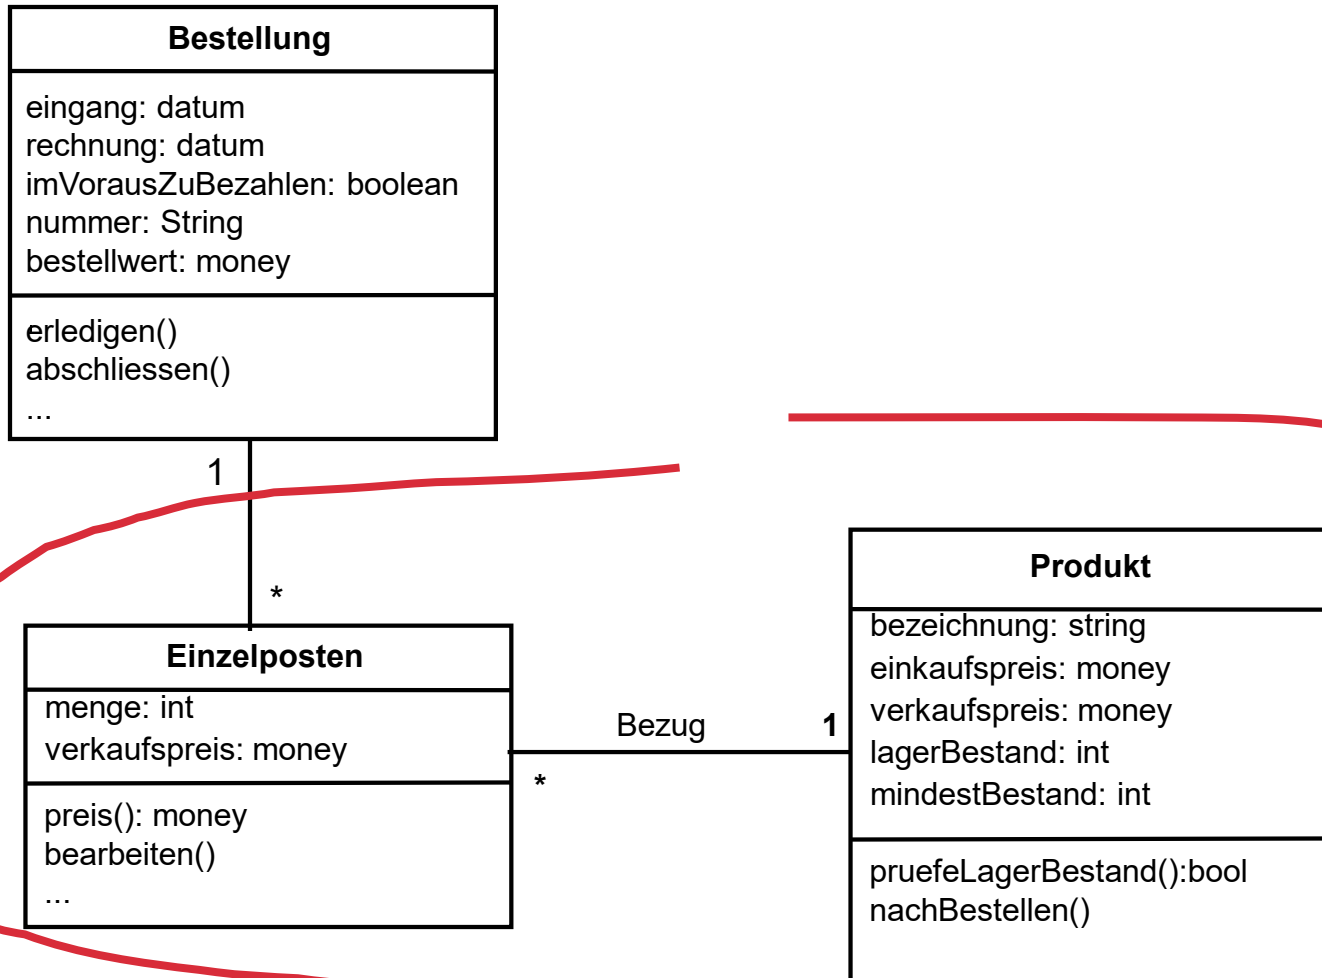 Bestellung
eingang: datum
rechnung: datum
imVorausZuBezahlen: boolean
nummer: String
bestellwert: money
erledigen()
abschliessen()
...
1
*
Einzelposten
menge: int
verkaufspreis: money
preis(): money
bearbeiten()
...
Bezug
1
*
Produkt
bezeichnung: string
einkaufspreis: money
verkaufspreis: money
lagerBestand: int
mindestBestand: int
pruefeLagerBestand():bool
nachBestellen()